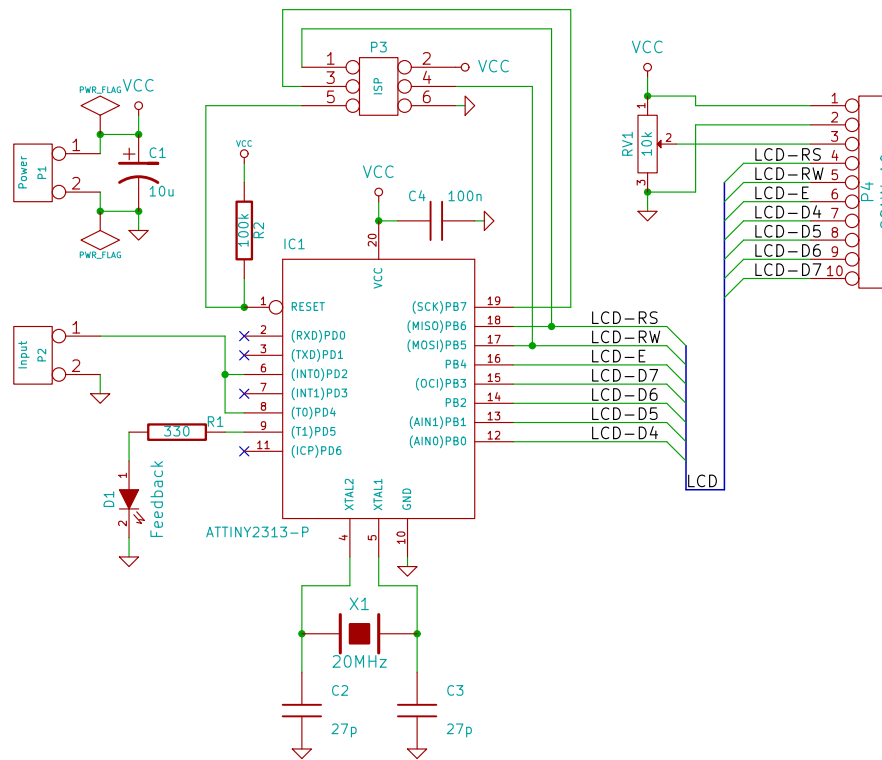 P3
1
2
VCC
3
4
5
6
ISP
VCC
PWR_FLAG
VCC
1
2
Power
P1
+
C1
10u
PWR_FLAG
VCC
100k
R2
VCC
C4
100n
VCC
RV1
10k
1
2
3
1
2
3
LCD-RS
4
LCD-RW
5
LCD-E
6
LCD-D4
7
LCD-D5
8
LCD-D6
9
LCD-D7
10
P4
IC1
20
VCC
1
RESET
2
(RXD)PD0
3
(TXD)PD1
6
(INT0)PD2
7
(INT1)PD3
8
(T0)PD4
9
(T1)PD5
11
(ICP)PD6
(SCK)PB7
19
(MISO)PB6
18
LCD-RS
(MOSI)PB5
17
LCD-RW
PB4
16
LCD-E
(OCI)PB3
15
LCD-D7
PB2
14
LCD-D6
(AIN1)PB1
13
LCD-D5
(AIN0)PB0
12
LCD-D4
LCD
XTAL2
XTAL1
GND
4
5
10
ATTINY2313-P
Input
P2
1
2
R1
330
D1
1
2
Feedback
X1
20MHz
C2
27p
C3
27p